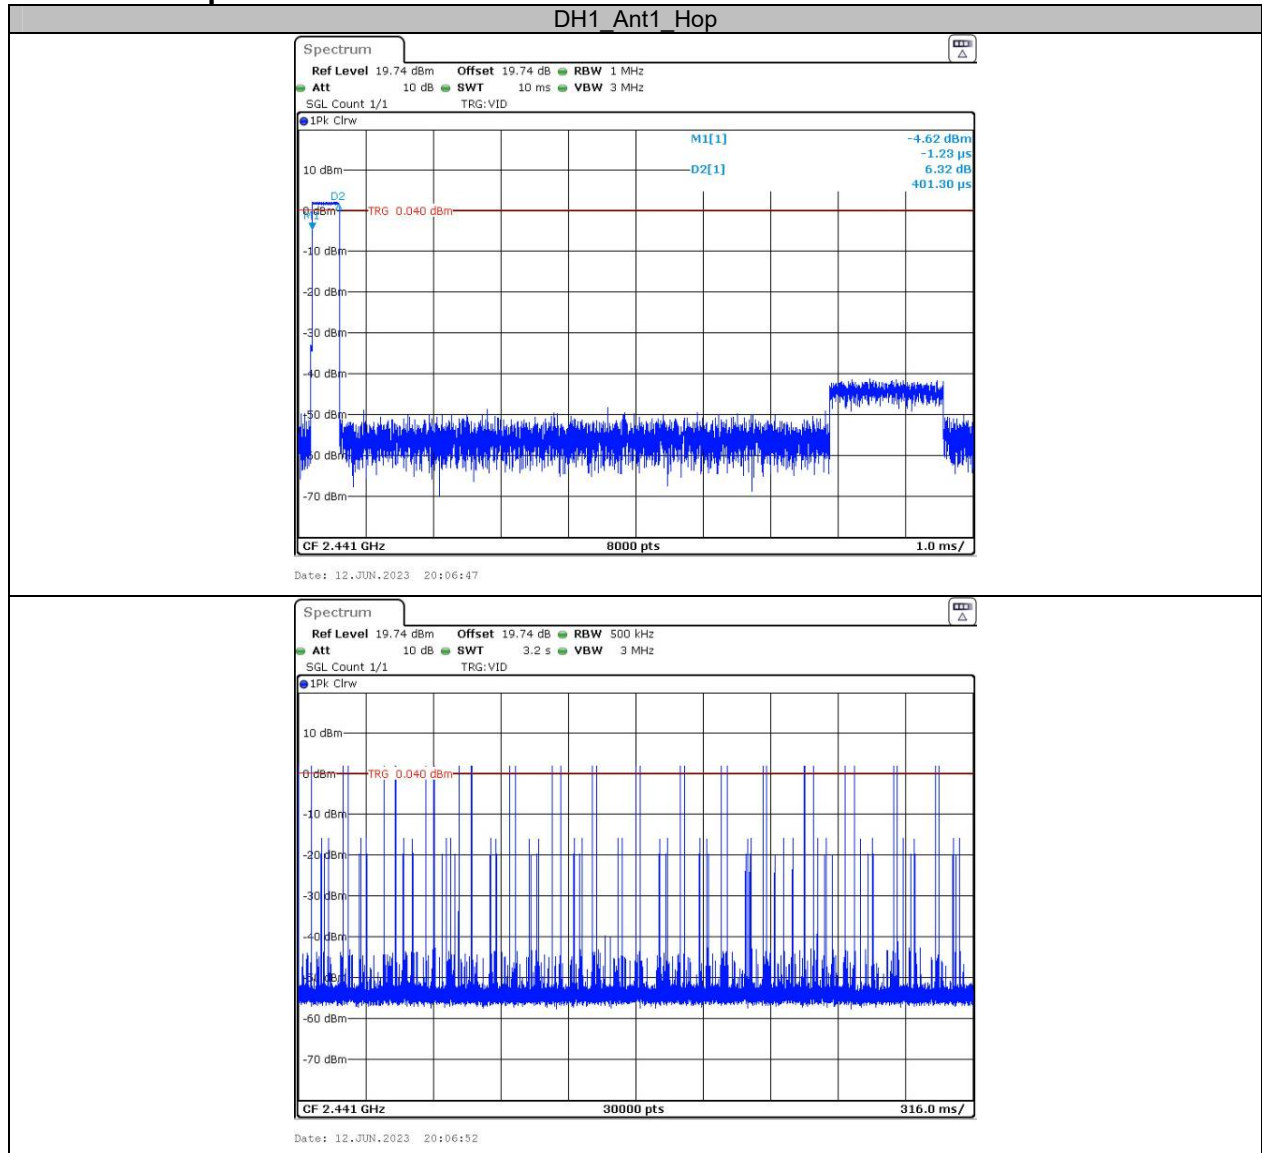 DH1_Ant1_Hop
Spectrum
Ref Level 19.74 dBm Offset 19.74 dB RBW 1 MHz
Att 10 dB SWT 10 ms VBW 3 MHz
SGL Count 1/1 TRG:VID
1Pk Clrw
M1[1] -4.62 dBm
-1.23 µs
10 dBm D2[1] 6.32 dB
401.30 µs
D2
0 dBm TRG 0.040 dBm
M1
-10 dBm
-20 dBm
-30 dBm
-40 dBm
-50 dBm
-60 dBm
-70 dBm
CF 2.441 GHz 8000 pts 1.0 ms/
Date: 12.JUN.2023 20:06:47
Spectrum
Ref Level 19.74 dBm Offset 19.74 dB RBW 500 kHz
Att 10 dB SWT 3.2 s VBW 3 MHz
SGL Count 1/1 TRG:VID
1Pk Clrw
10 dBm
0 dBm TRG 0.040 dBm
-10 dBm
-20 dBm
-30 dBm
-40 dBm
-50 dBm
-60 dBm
-70 dBm
CF 2.441 GHz 30000 pts 316.0 ms/
Date: 12.JUN.2023 20:06:52